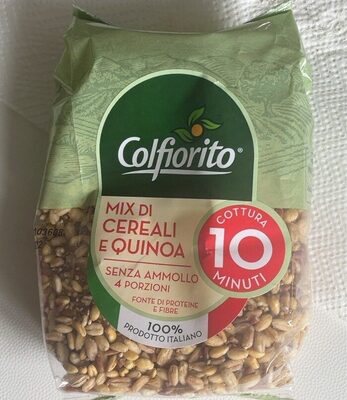 Colfiorito®
MIX DI
CEREALI
E QUINOA
SENZA AMMOLLO
4 PORZIONI
FONTE DI PROTEINE
E FIBRE
COTTURA
10
MINUTI
100%
PRODOTTO ITALIANO